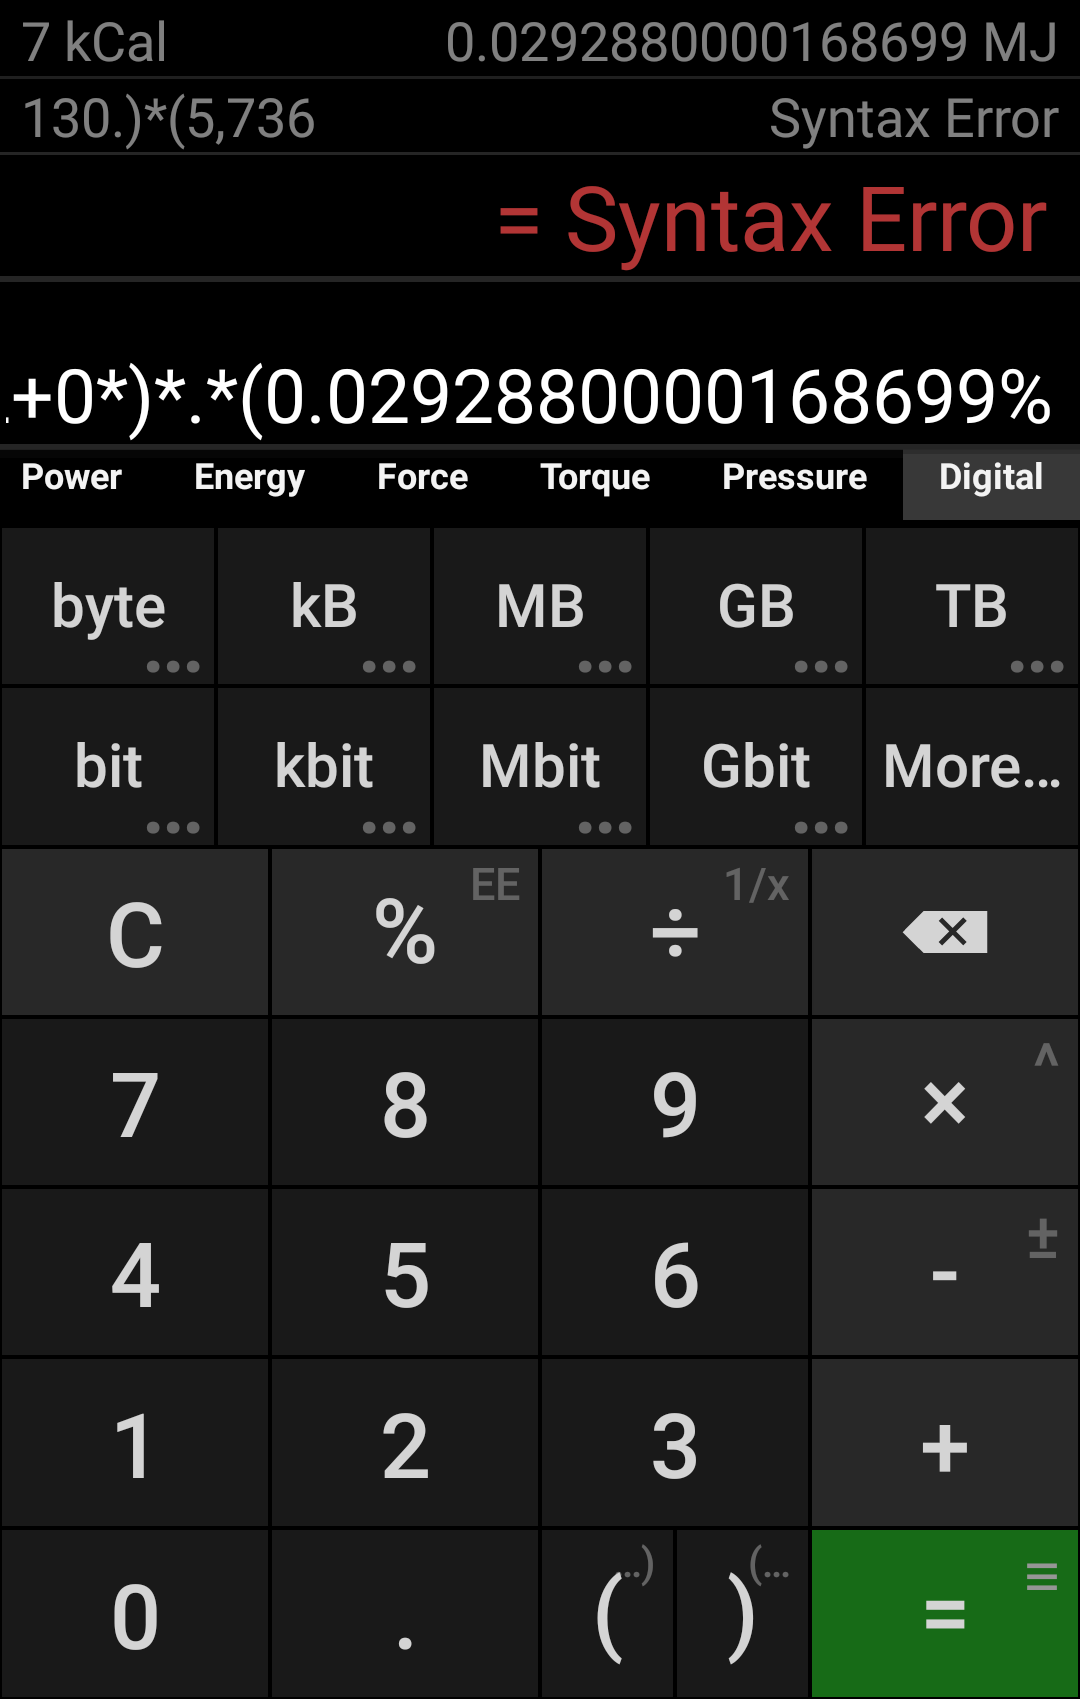 7 kCal 0.0292880000168699 MJ
130.)*(5,736 Syntax Error
= Syntax Error
.+0*)*.*(0.0292880000168699%
Power Energy Force Torque Pressure Digital
byte kB MB GB TB
bit kbit Mbit Gbit More...
C % EE ÷ 1/x
7 8 9 × ^
4 5 6 - ±
1 2 3 +
0 . ( ..) ) (... = ≡